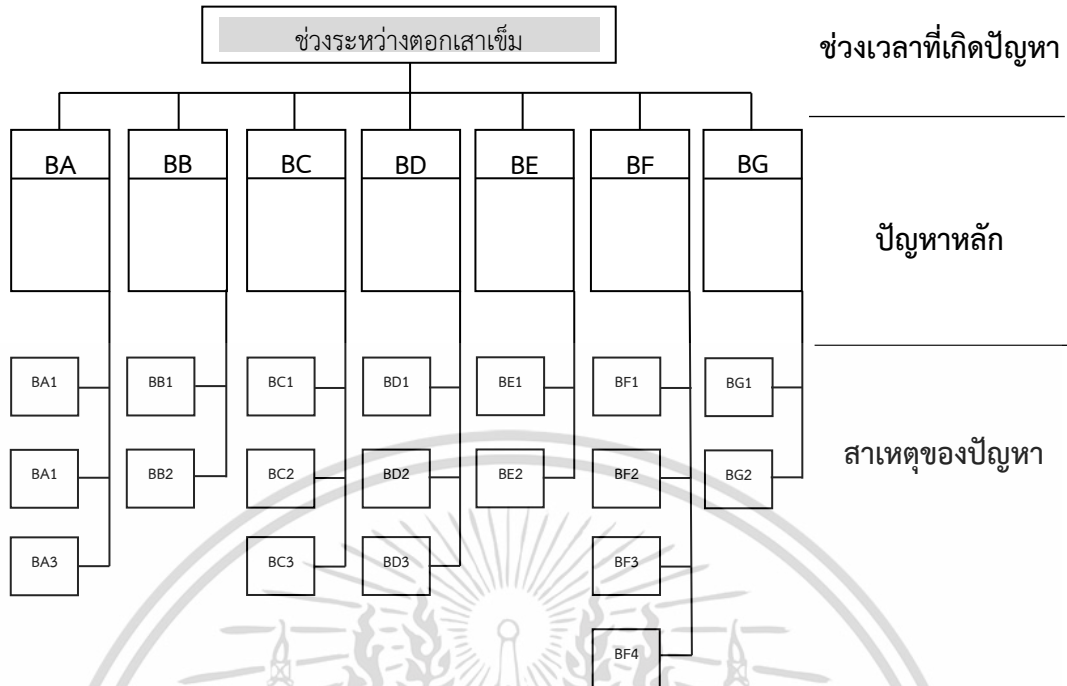 ช่วงระหว่างตอกเสาเข็ม
ช่วงเวลาที่เกิดปัญหา
BA BB BC BD BE BF BG
ปัญหาหลัก
BA1 BB1 BC1 BD1 BE1 BF1 BG1
สาเหตุของปัญหา
BA1 BB2 BC2 BD2 BE2 BF2 BG2
BA3 BC3 BD3 BF3
BF4